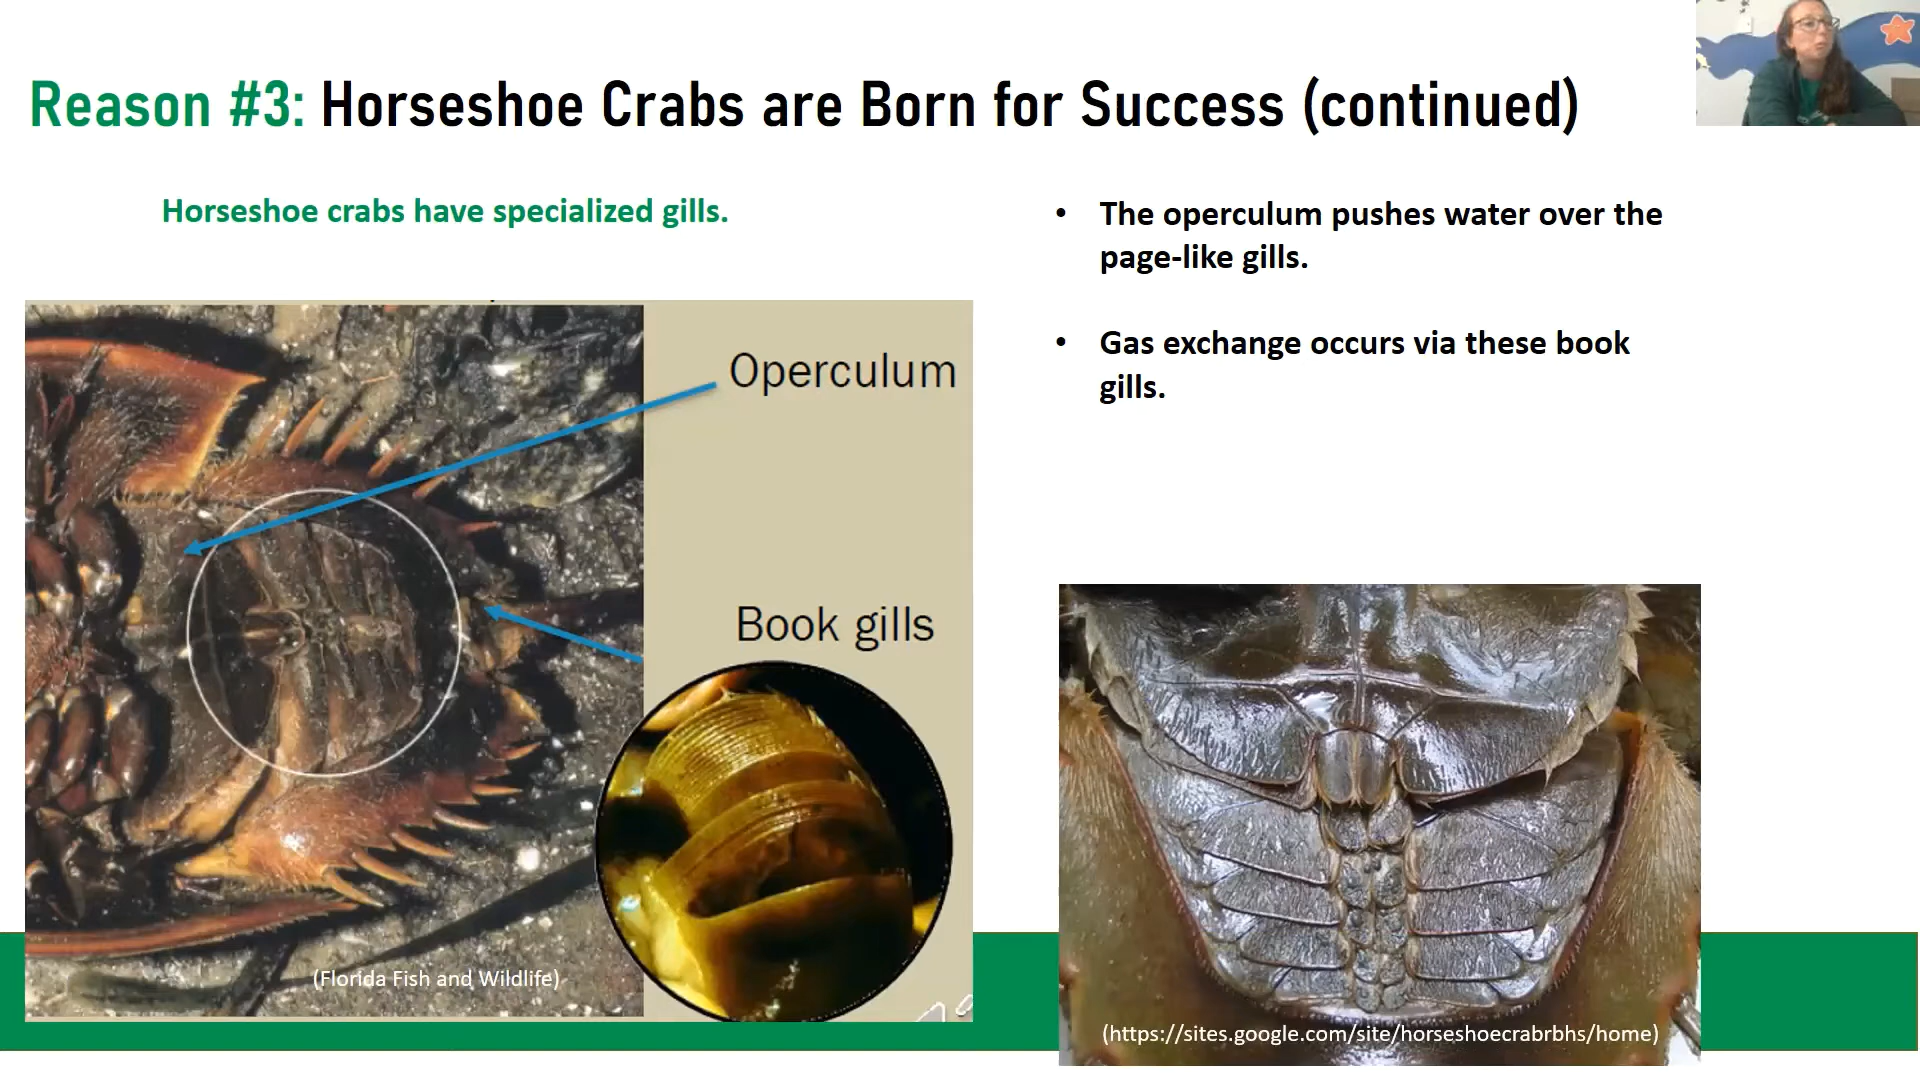 Reason #3: Horseshoe Crabs are Born for Success (continued)
Horseshoe crabs have specialized gills.
• The operculum pushes water over the
page-like gills.
• Gas exchange occurs via these book
gills.
Operculum
Book gills
(Florida Fish and Wildlife)
(https://sites.google.com/site/horseshoecrabrbhs/home)